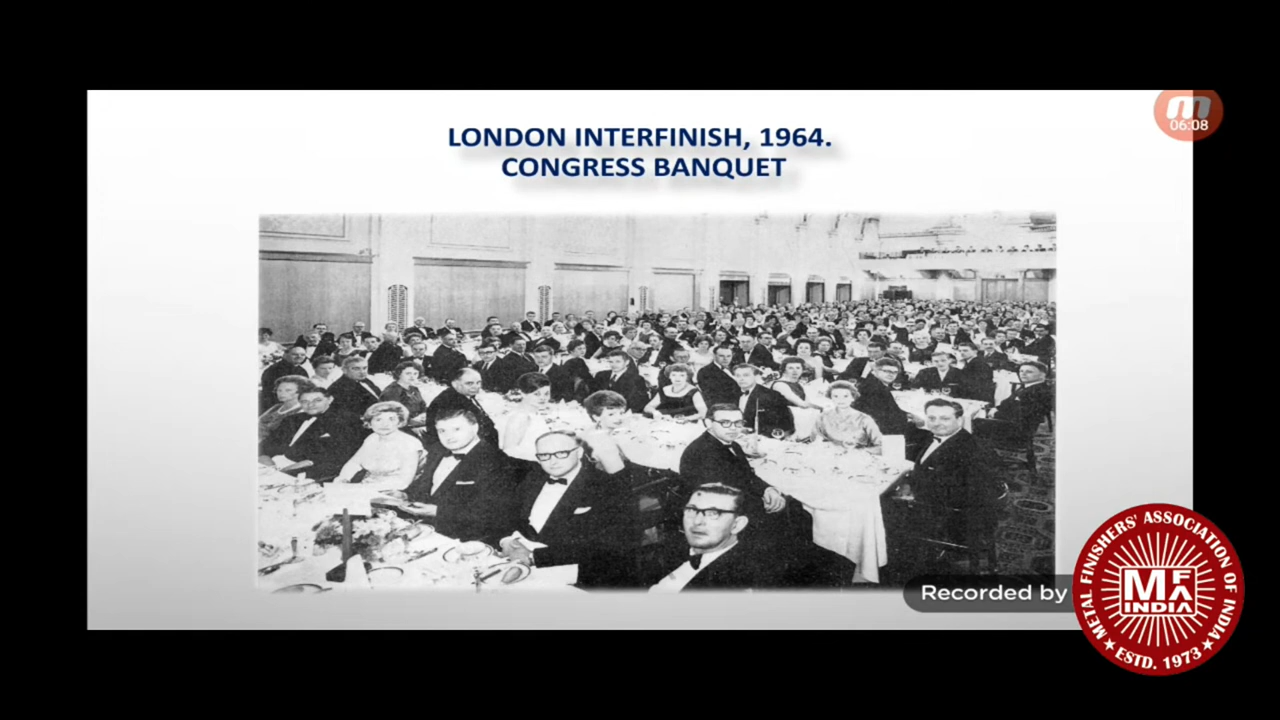 LONDON INTERFINISH, 1964.
CONGRESS BANQUET
06:08
Recorded by
METAL FINISHERS' ASSOCIATION OF INDIA
MFA
INDIA
★ ESTD. 1973 ★